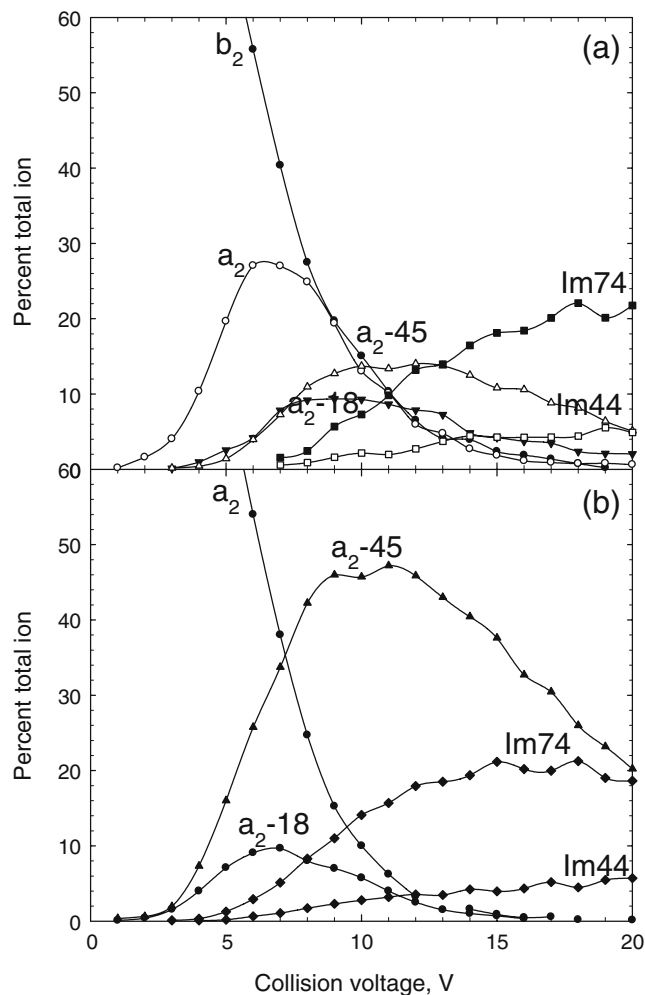 60
b2
(a)
50
40
30
a2
Im74
20
a2-45
10
a2-18
Im44
Percent total ion
60
a2
(b)
50
a2-45
40
30
Im74
20
a2-18
10
Im44
0
Percent total ion
0 5 10 15 20
Collision voltage, V